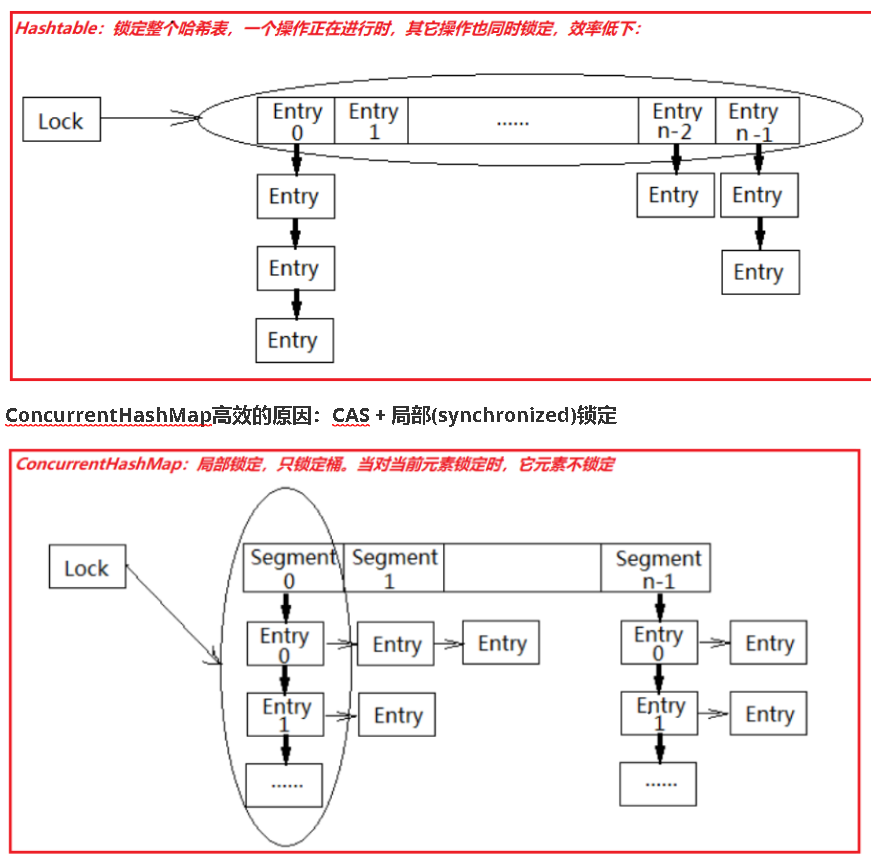 Hashtable：锁定整个哈希表，一个操作正在进行时，其它操作也同时锁定，效率低下：
Lock
Entry
0
Entry
1
......
Entry
n-2
Entry
n-1
Entry
Entry
Entry
Entry
Entry
Entry
ConcurrentHashMap高效的原因：CAS + 局部(synchronized)锁定
ConcurrentHashMap：局部锁定，只锁定桶。当对当前元素锁定时，它元素不锁定
Lock
Segment
0
Segment
1
Segment
n-1
Entry
0
Entry
Entry
Entry
0
Entry
Entry
1
Entry
Entry
1
Entry
......
......